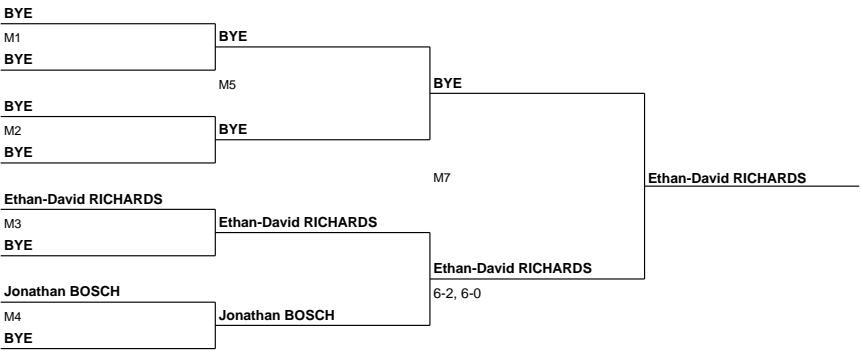 BYE
M1
BYE
BYE
M5
BYE
M2
BYE
BYE
BYE
M7
Ethan-David RICHARDS
M3
BYE
Ethan-David RICHARDS
Jonathan BOSCH
M4
BYE
Jonathan BOSCH
Ethan-David RICHARDS
6-2, 6-0
Ethan-David RICHARDS